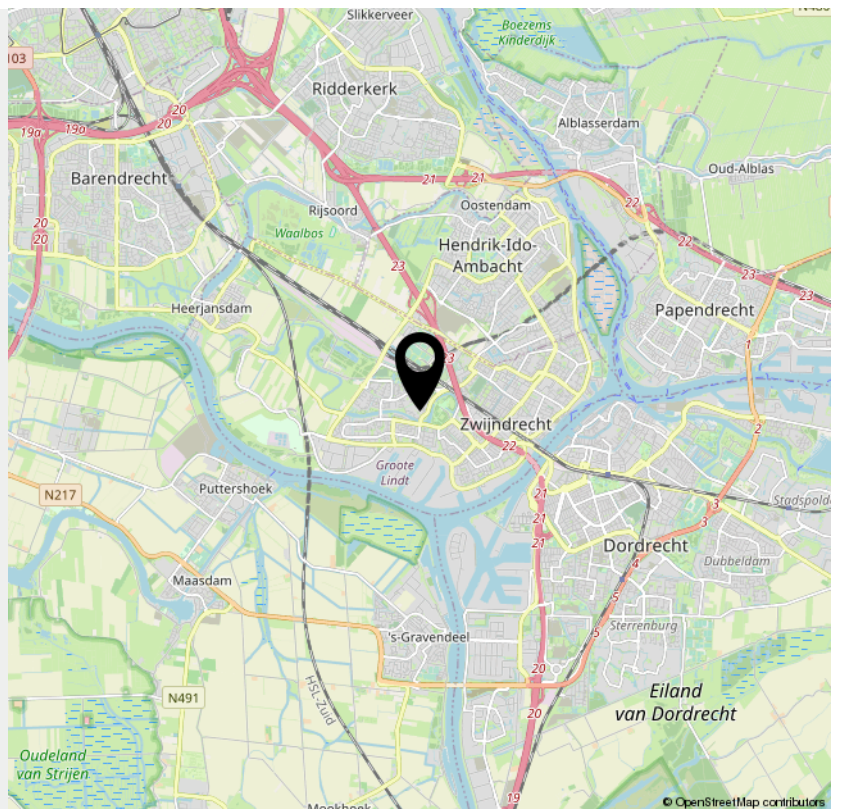 Slikkerveer
Boezems
Kinderdijk
103
Ridderkerk
20
20
19a
19a
Alblasserdam
Barendrecht
Oud-Alblas
21
21
22
Rijsoord
Oostendam
20
20
Waalbos
Hendrik-Ido-
Ambacht
22
23
23
23
Heerjansdam
Papendrecht
1
23
Zwijndrecht
2
22
Groote
Lindt
N217
Puttershoek
21
21
21
3
3
Stadspolde
Dordrecht
4
Dubbeldam
Maasdam
5
5
Sterrenburg
's-Gravendeel
20
HSL-Zuid
N491
Eiland
van Dordrecht
20
Oudeland
van Strijen
19
Mookhoek
© OpenStreetMap contributors